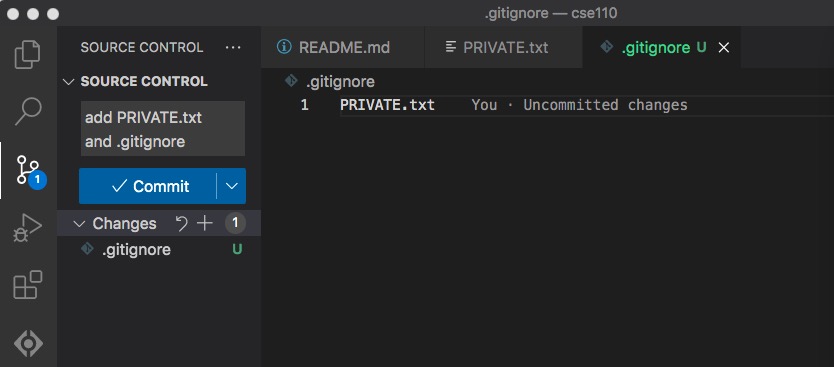 .gitignore — cse110
SOURCE CONTROL ···
README.md
PRIVATE.txt
.gitignore U
SOURCE CONTROL
.gitignore
add PRIVATE.txt
and .gitignore
1 PRIVATE.txt You · Uncommitted changes
1
Commit
Changes 1
.gitignore U